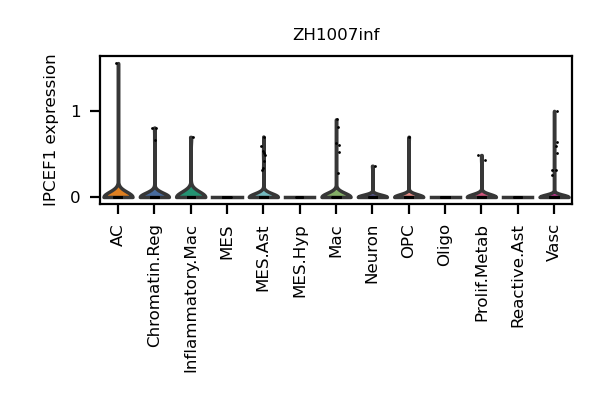 ZH1007inf
IPCEF1 expression
1
0
AC
Chromatin.Reg
Inflammatory.Mac
MES
MES.Ast
MES.Hyp
Mac
Neuron
OPC
Oligo
Prolif.Metab
Reactive.Ast
Vasc